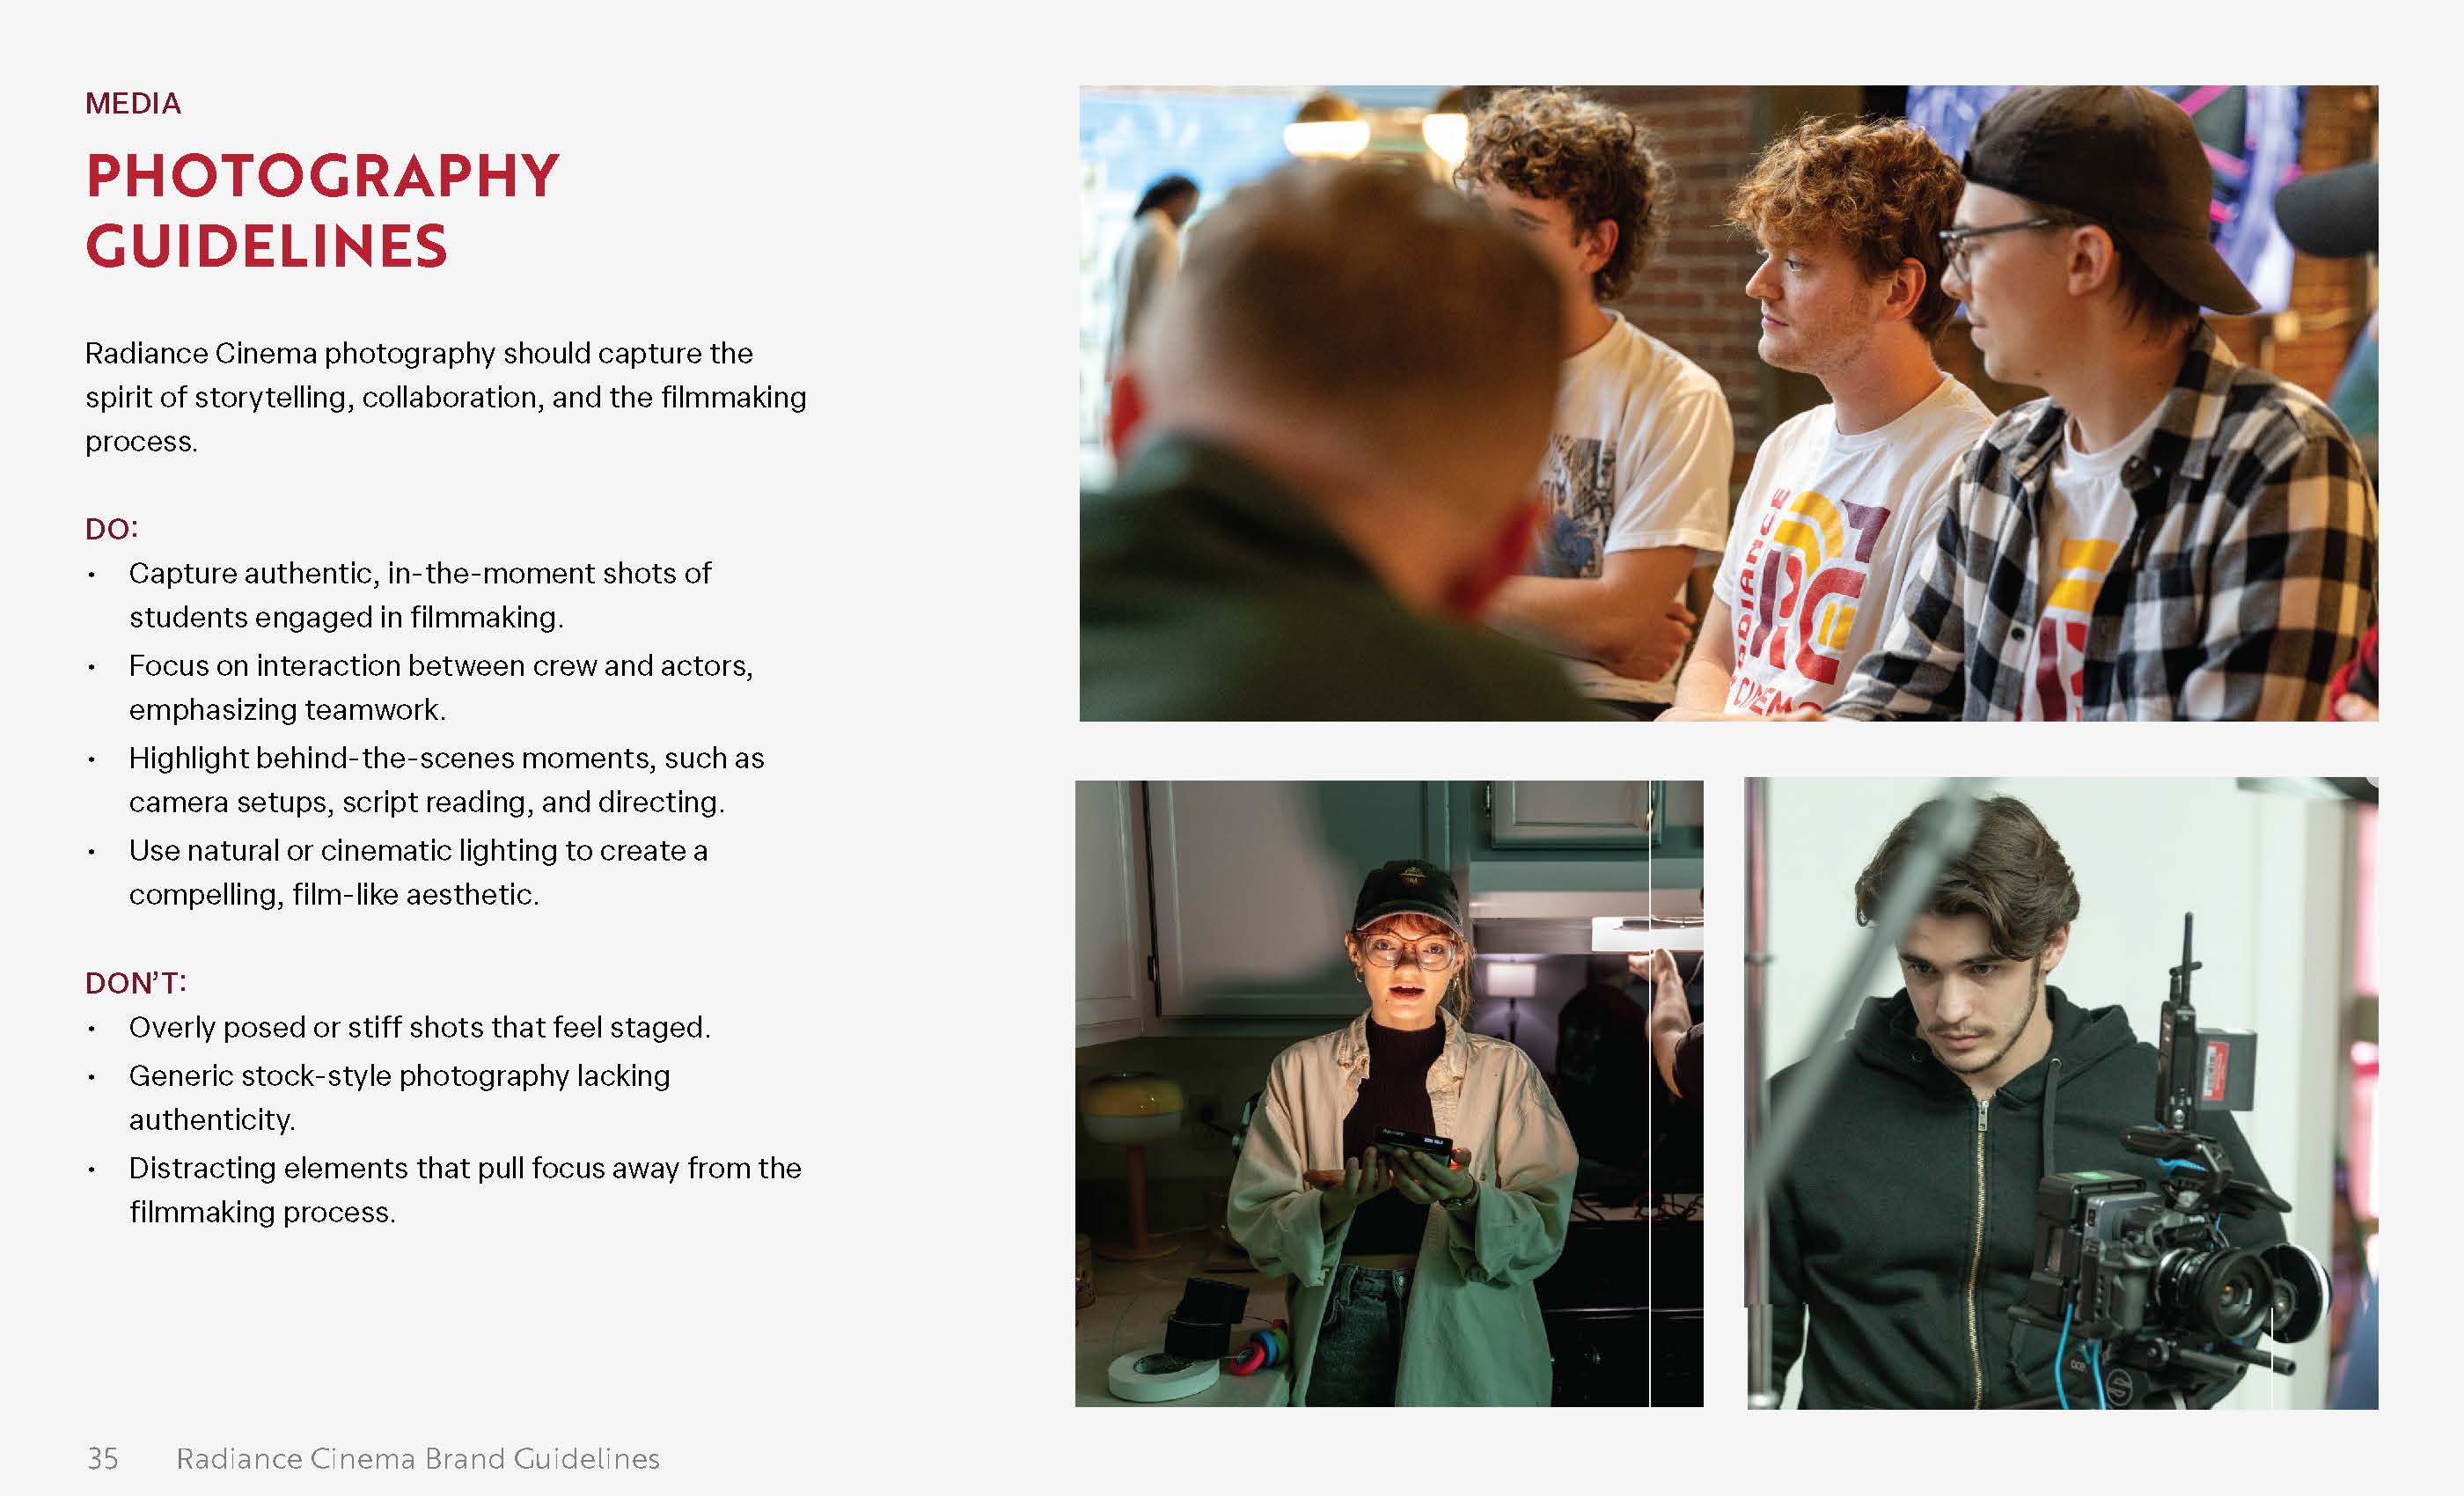 MEDIA
PHOTOGRAPHY
GUIDELINES
Radiance Cinema photography should capture the
spirit of storytelling, collaboration, and the filmmaking
process.
DO:
• Capture authentic, in-the-moment shots of
students engaged in filmmaking.
• Focus on interaction between crew and actors,
emphasizing teamwork.
• Highlight behind-the-scenes moments, such as
camera setups, script reading, and directing.
• Use natural or cinematic lighting to create a
compelling, film-like aesthetic.
DON’T:
• Overly posed or stiff shots that feel staged.
• Generic stock-style photography lacking
authenticity.
• Distracting elements that pull focus away from the
filmmaking process.
35 Radiance Cinema Brand Guidelines
RC